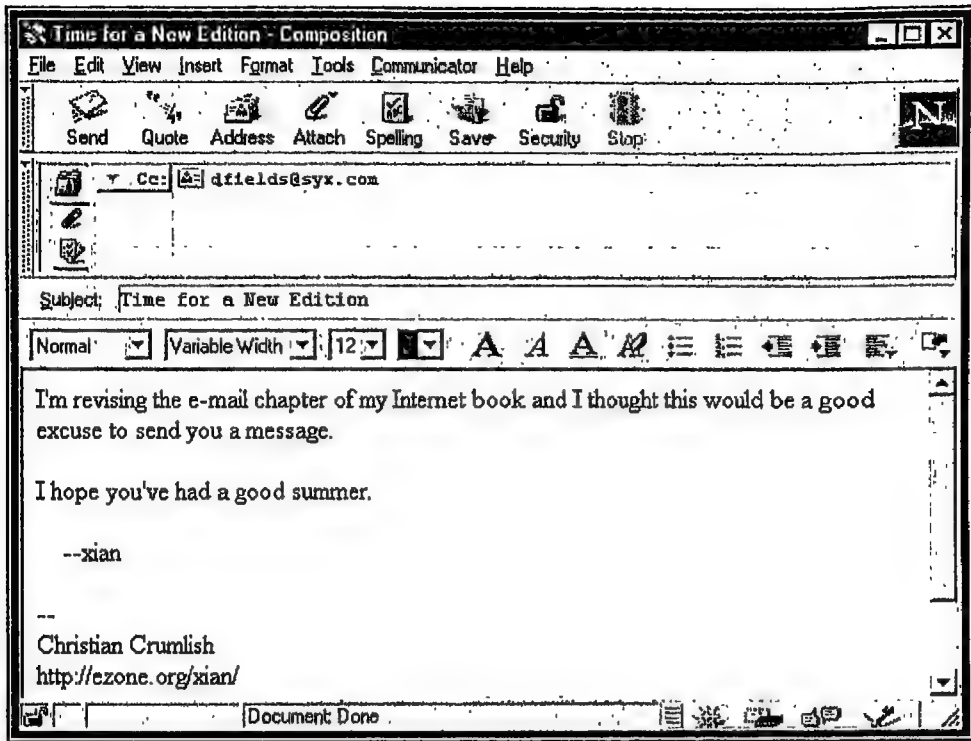 Time for a New Edition - Composition
File Edit View Insert Format Tools Communicator Help
Send Quote Address Attach Spelling Save Security Stop
N
Cc: dfields@syx.com
Subject: Time for a New Edition
Normal Variable Width 12 A A A
I'm revising the e-mail chapter of my Internet book and I thought this would be a good
excuse to send you a message.
I hope you've had a good summer.
--xian
--
Christian Crumlish
http://ezone.org/xian/
Document: Done